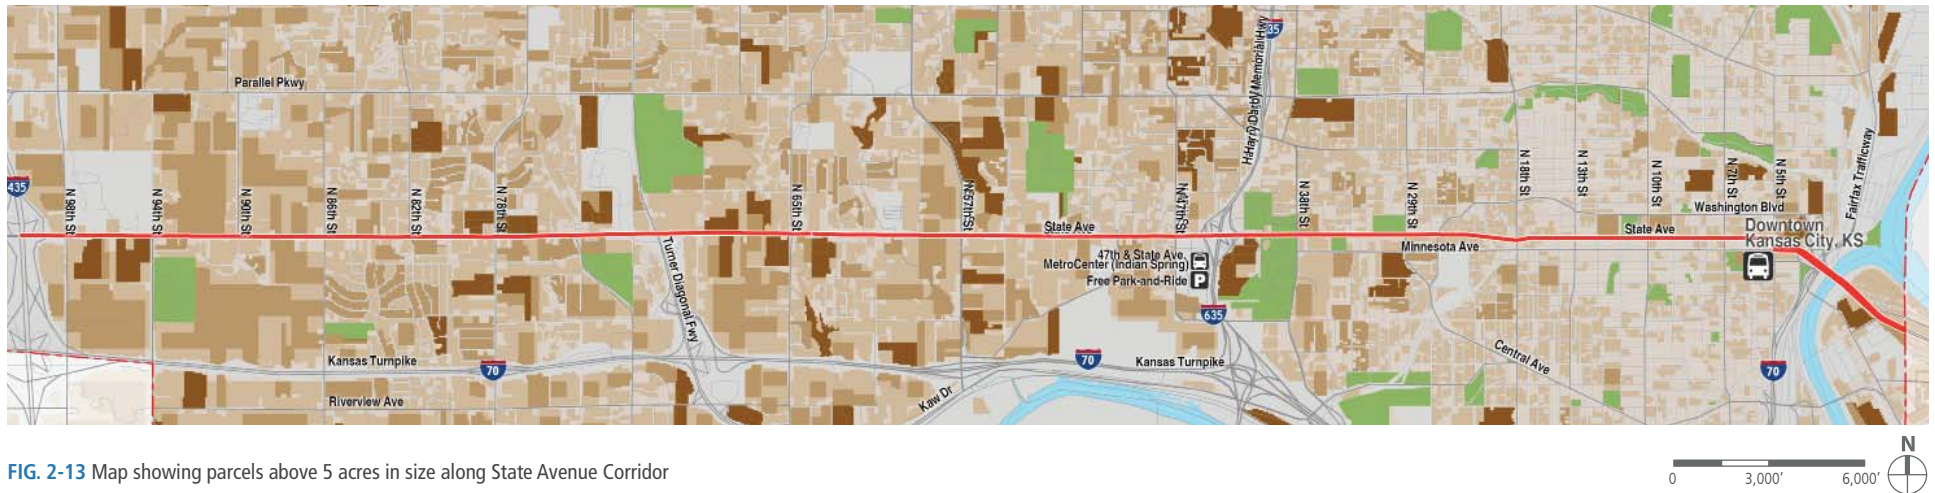 35
Harry Darby Memorial Hwy
Parallel Pkwy
Fairfax Trafficway
435
N 98th St
N 94th St
N 90th St
N 86th St
N 82th St
N 78th St
N 65th St
N 57th St
N 47th St
N 38th St
N 29th St
N 18th St
N 13th St
N 10th St
N 7th St
N 5th St
Washington Blvd
State Ave
State Ave
Downtown
Kansas City, KS
Minnesota Ave
Turner Diagonal Fwy
47th & State Ave.
MetroCenter (Indian Spring)
Free Park-and-Ride
P
635
Kansas Turnpike
70
70
Kansas Turnpike
Central Ave
70
Riverview Ave
Kaw Dr
N
FIG. 2-13 Map showing parcels above 5 acres in size along State Avenue Corridor
0 3,000' 6,000'